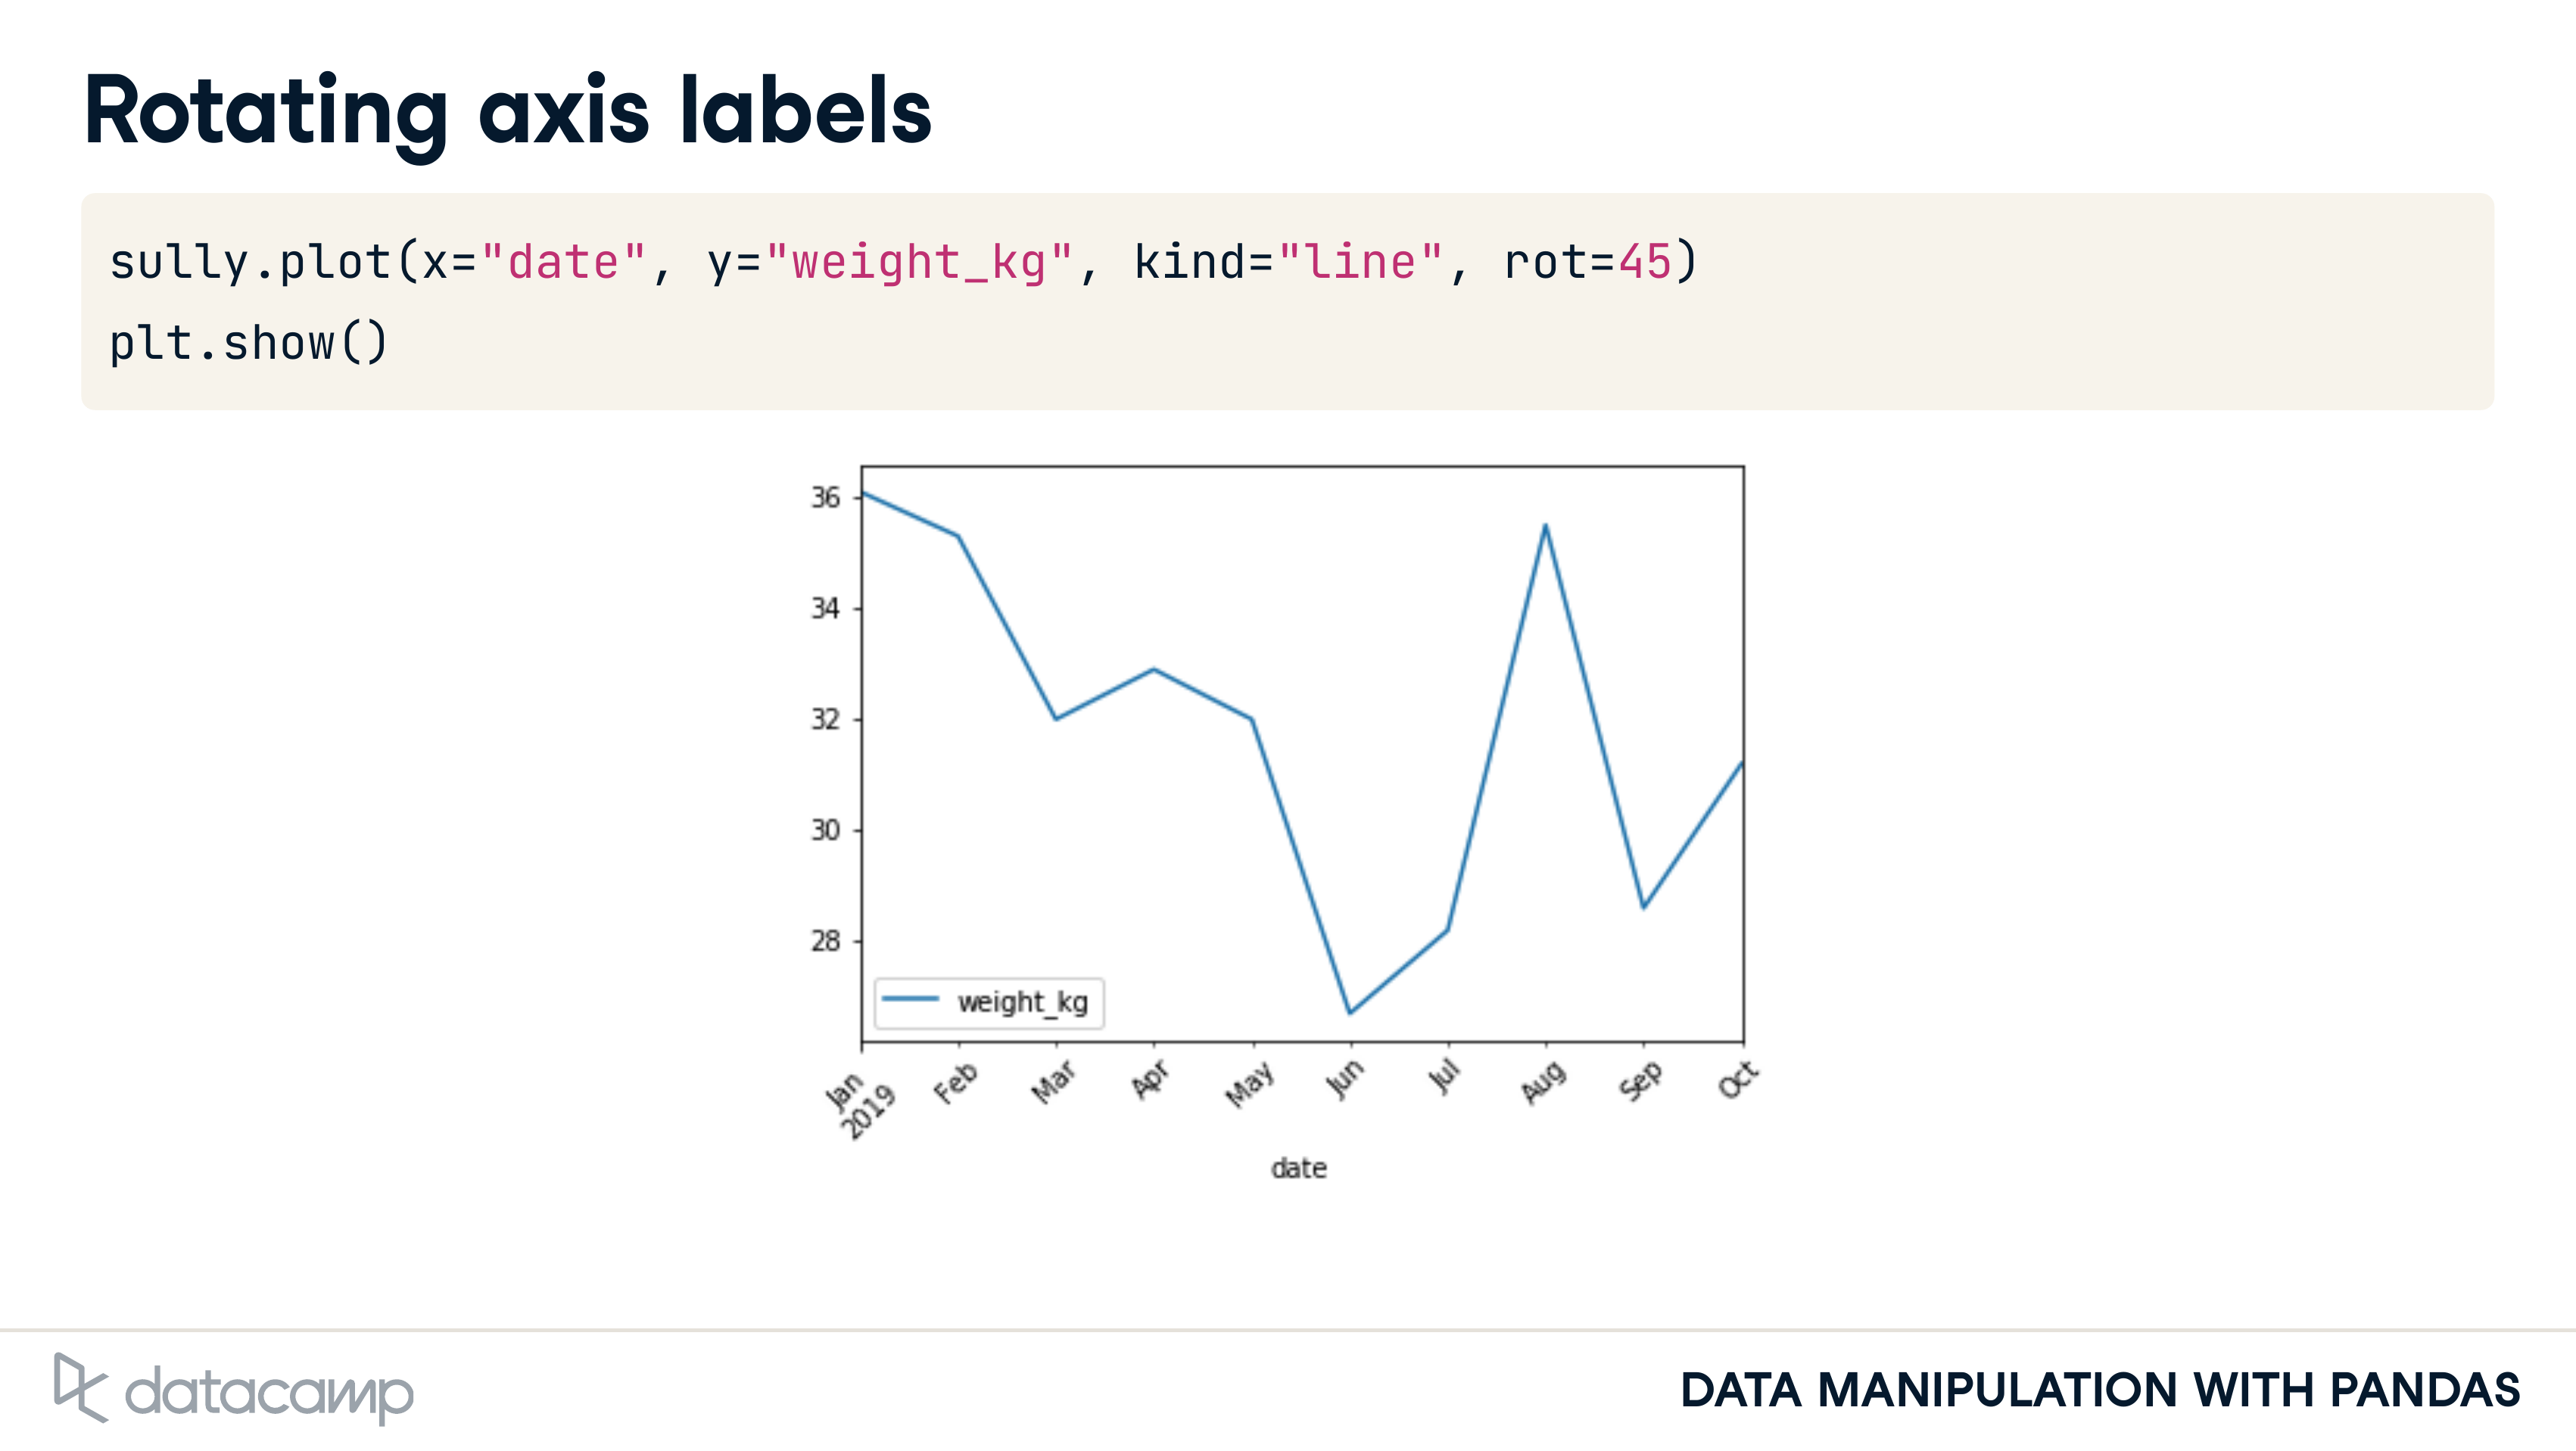 Rotating axis labels
sully.plot(x="date", y="weight_kg", kind="line", rot=45)
plt.show()
36
34
32
30
28
weight_kg
Jan
2019
Feb
Mar
Apr
May
Jun
Jul
Aug
Sep
Oct
date
datacamp
DATA MANIPULATION WITH PANDAS